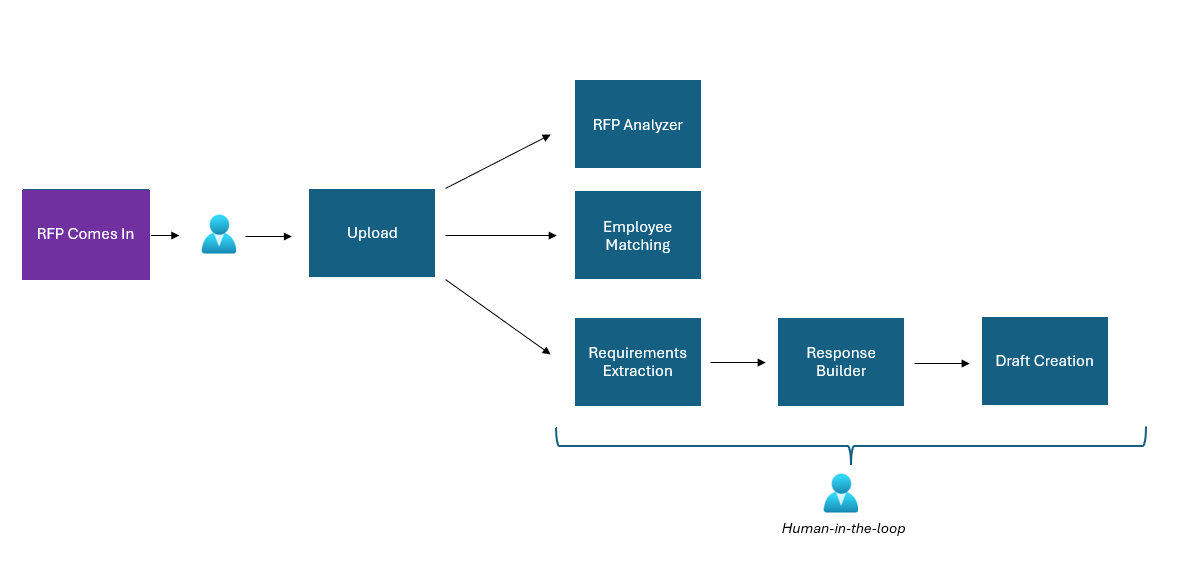 RFP Comes In
Upload
RFP Analyzer
Employee
Matching
Requirements
Extraction
Response
Builder
Draft Creation
Human-in-the-loop